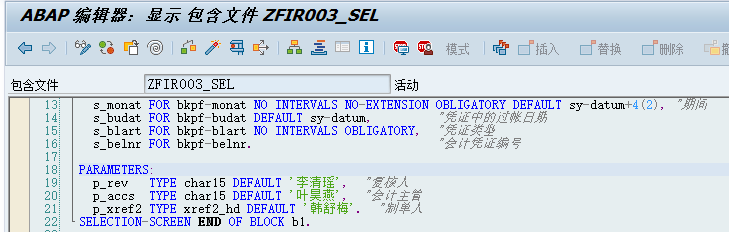 ABAP 编辑器: 显示 包含文件 ZFIR003_SEL
模式 插入 替换 删除
包含文件 ZFIR003_SEL 活动
13 s_monat FOR bkpf-monat NO INTERVALS NO-EXTENSION OBLIGATORY DEFAULT sy-datum+4(2), "期间
14 s_budat FOR bkpf-budat DEFAULT sy-datum, "凭证中的过帐日期
15 s_blart FOR bkpf-blart NO INTERVALS OBLIGATORY, "凭证类型
16 s_belnr FOR bkpf-belnr. "会计凭证编号
17
18 PARAMETERS:
19 p_rev TYPE char15 DEFAULT '李清瑶', "复核人
20 p_accs TYPE char15 DEFAULT '叶昊燕', "会计主管
21 p_xref2 TYPE xref2_hd DEFAULT '韩舒梅'. "制单人
22 SELECTION-SCREEN END OF BLOCK b1.